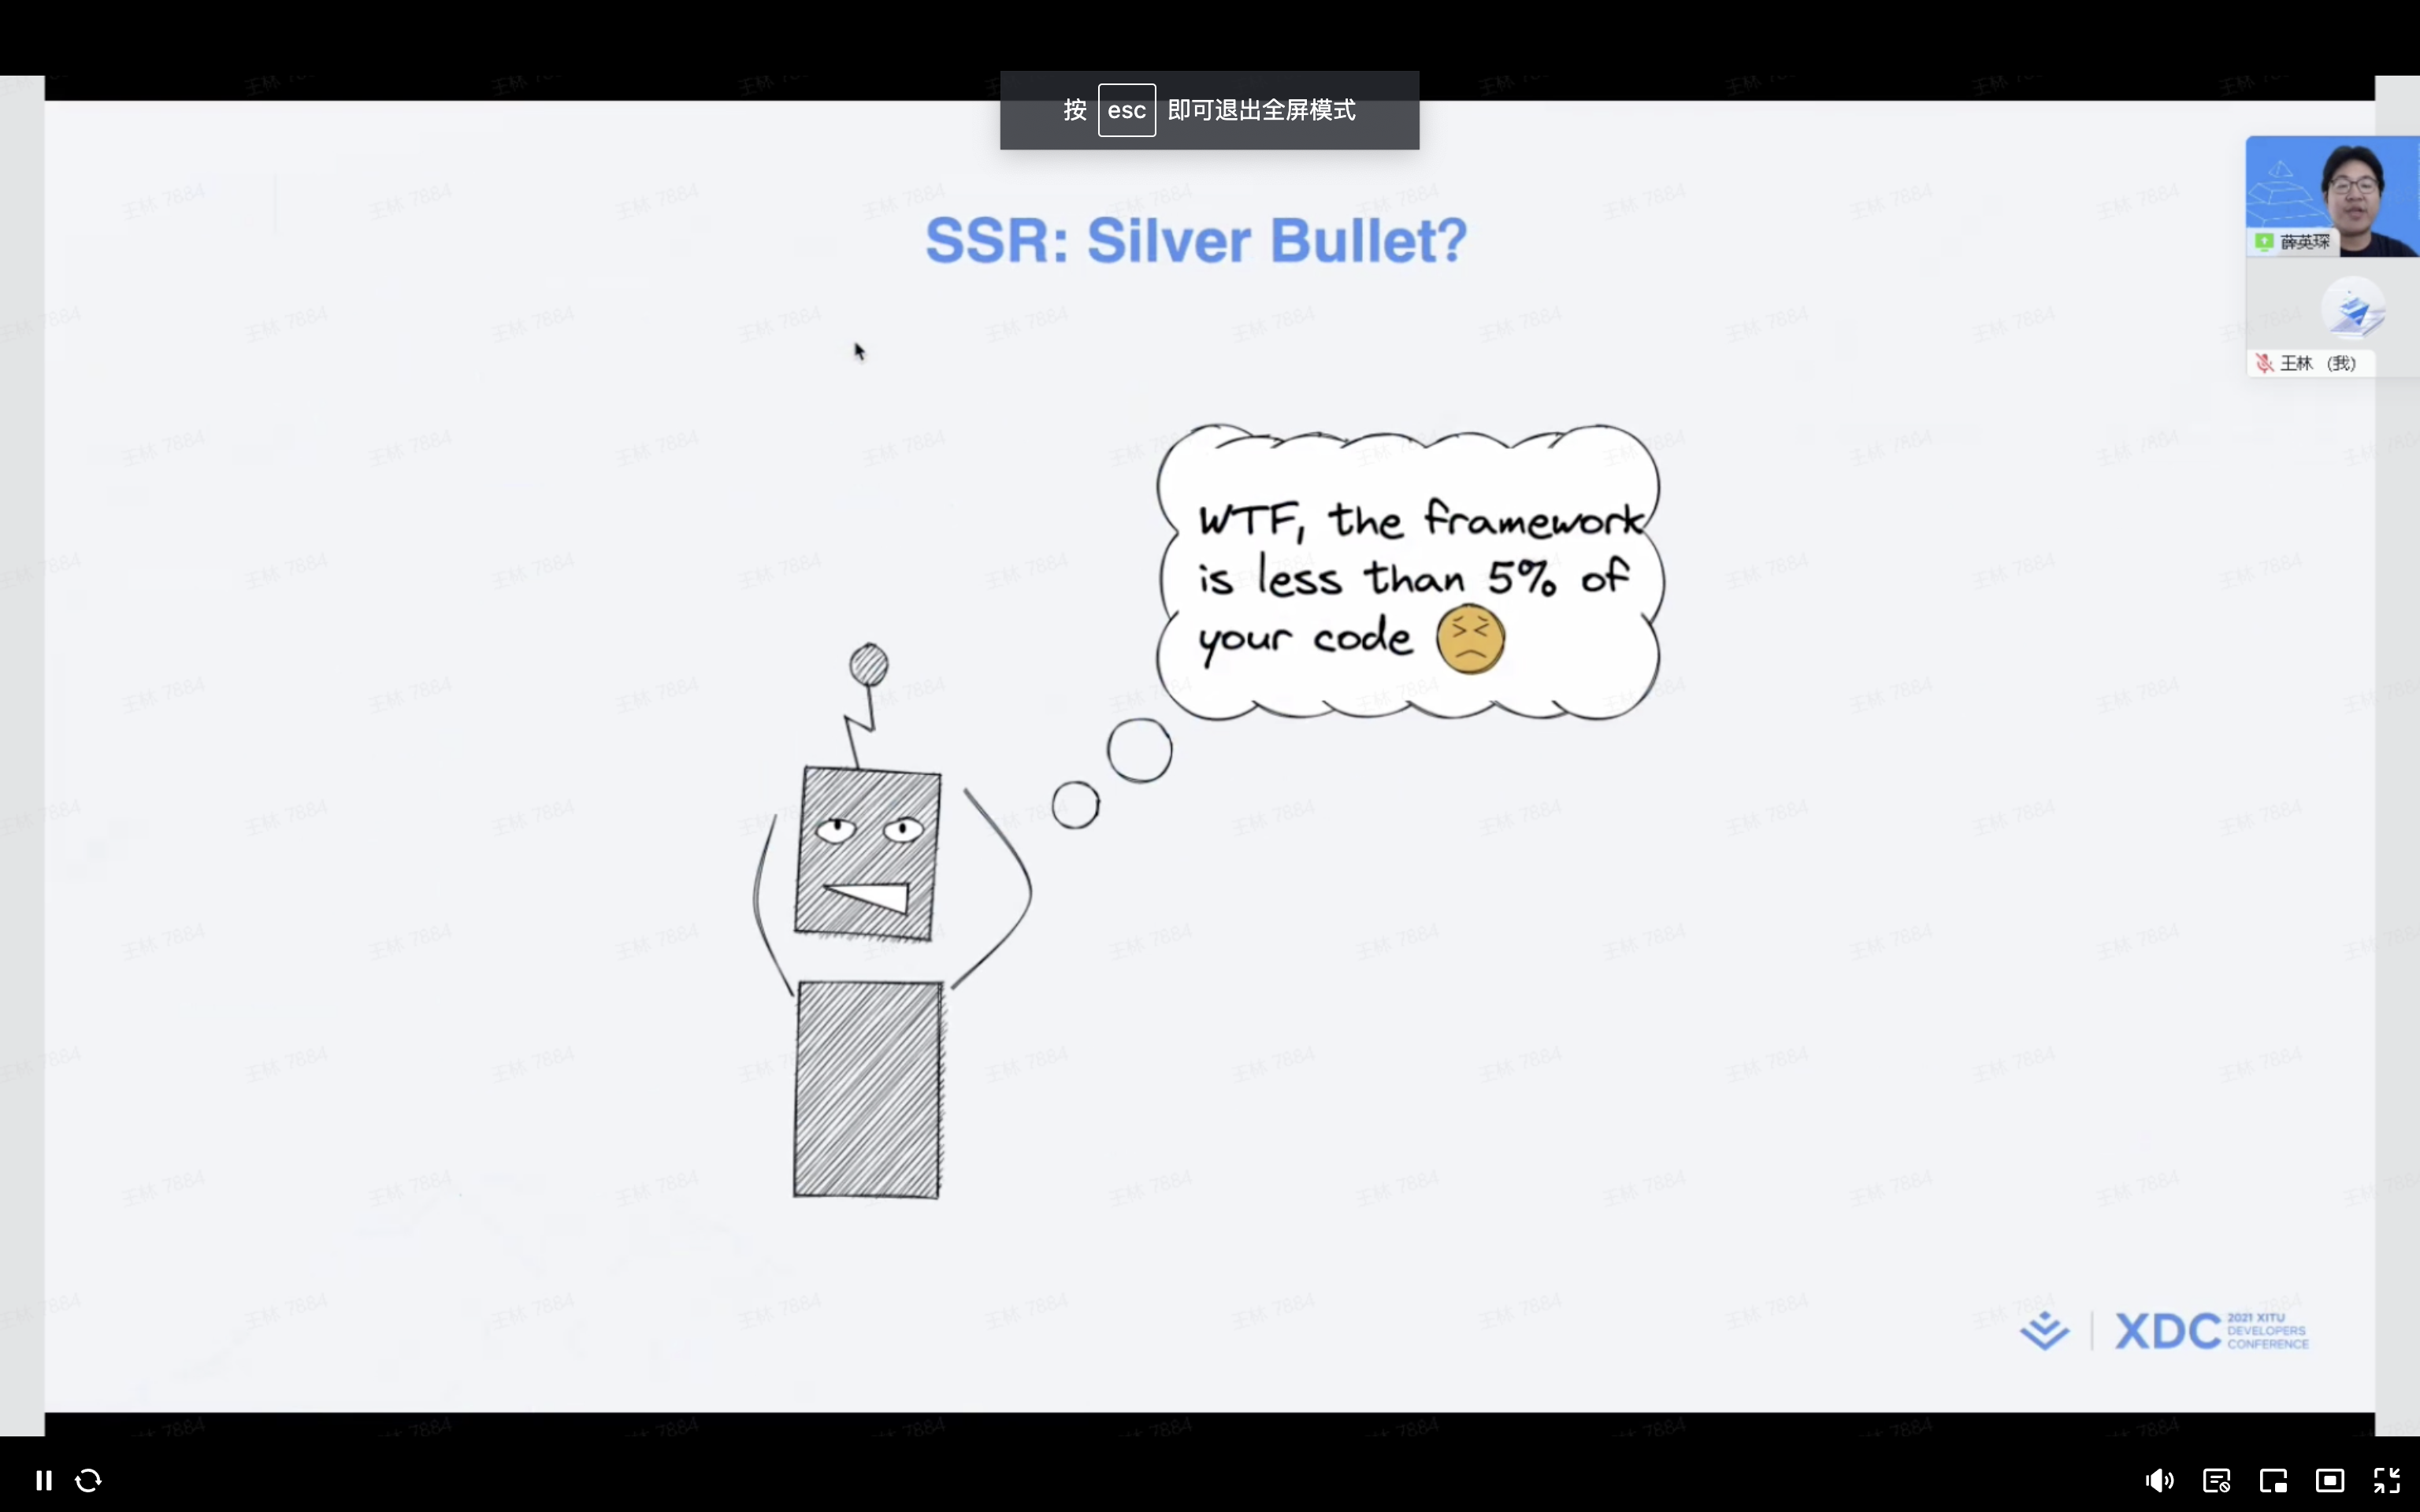 按 esc 即可退出全屏模式
SSR: Silver Bullet?
薛英琛
王林 (我)
WTF, the framework
is less than 5% of
your code
XDC 2021 XITU
DEVELOPERS
CONFERENCE
王林 7884